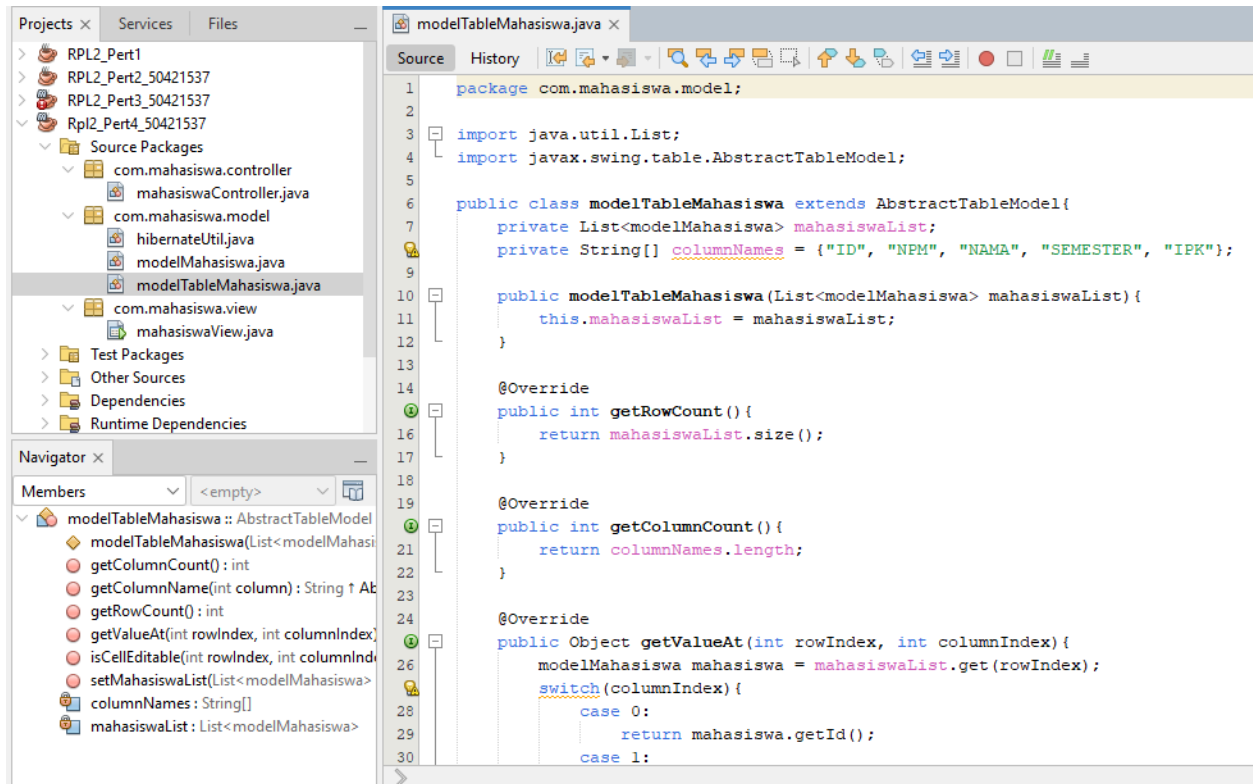 Projects × Services Files
RPL2_Pert1
RPL2_Pert2_50421537
RPL2_Pert3_50421537
Rpl2_Pert4_50421537
Source Packages
com.mahasiswa.controller
mahasiswaController.java
com.mahasiswa.model
hibernateUtil.java
modelMahasiswa.java
modelTableMahasiswa.java
com.mahasiswa.view
mahasiswaView.java
Test Packages
Other Sources
Dependencies
Runtime Dependencies
Navigator ×
Members <empty>
modelTableMahasiswa :: AbstractTableModel
modelTableMahasiswa(List<modelMahasi
getColumnCount() : int
getColumnName(int column) : String ↑ Ab
getRowCount() : int
getValueAt(int rowIndex, int columnIndex)
isCellEditable(int rowIndex, int columnInd
setMahasiswaList(List<modelMahasiswa>
columnNames : String[]
mahasiswaList : List<modelMahasiswa>
modelTableMahasiswa.java ×
Source History
1 package com.mahasiswa.model;
2
3 import java.util.List;
4 import javax.swing.table.AbstractTableModel;
5
6 public class modelTableMahasiswa extends AbstractTableModel{
7 private List<modelMahasiswa> mahasiswaList;
private String[] columnNames = {"ID", "NPM", "NAMA", "SEMESTER", "IPK"};
9
10 public modelTableMahasiswa(List<modelMahasiswa> mahasiswaList){
11 this.mahasiswaList = mahasiswaList;
12 }
13
14 @Override
public int getRowCount(){
16 return mahasiswaList.size();
17 }
18
19 @Override
public int getColumnCount(){
21 return columnNames.length;
22 }
23
24 @Override
public Object getValueAt(int rowIndex, int columnIndex){
26 modelMahasiswa mahasiswa = mahasiswaList.get(rowIndex);
switch(columnIndex){
28 case 0:
29 return mahasiswa.getId();
30 case 1: